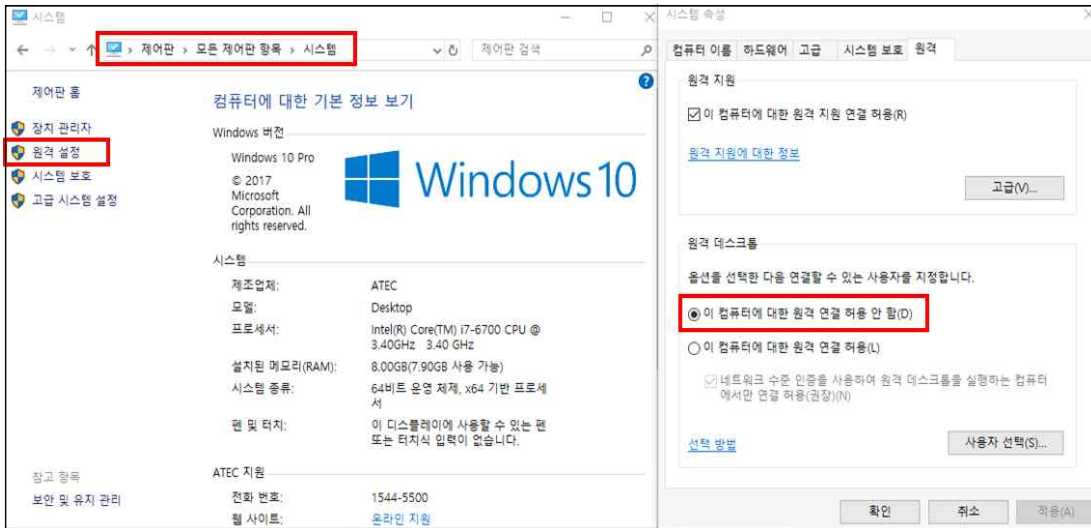 시스템
제어판 > 모든 제어판 항목 > 시스템
제어판 검색
제어판 홈
장치 관리자
원격 설정
시스템 보호
고급 시스템 설정
컴퓨터에 대한 기본 정보 보기
Windows 버전
Windows 10 Pro
© 2017
Microsoft
Corporation. All
rights reserved.
Windows 10
시스템
제조업체: ATEC
모델: Desktop
프로세서: Intel(R) Core(TM) i7-6700 CPU @
3.40GHz 3.40 GHz
설치된 메모리(RAM): 8.00GB(7.90GB 사용 가능)
시스템 종류: 64비트 운영 체제, x64 기반 프로세
서
펜 및 터치: 이 디스플레이에 사용할 수 있는 펜
또는 터치식 입력이 없습니다.
ATEC 지원
전화 번호: 1544-5500
웹 사이트: 온라인 지원
참고 항목
보안 및 유지 관리
시스템 속성
컴퓨터 이름 하드웨어 고급 시스템 보호 원격
원격 지원
이 컴퓨터에 대한 원격 지원 연결 허용(R)
원격 지원에 대한 정보
고급(V)...
원격 데스크톱
옵션을 선택한 다음 연결할 수 있는 사용자를 지정합니다.
이 컴퓨터에 대한 원격 연결 허용 안 함(D)
이 컴퓨터에 대한 원격 연결 허용(L)
네트워크 수준 인증을 사용하여 원격 데스크톱을 실행하는 컴퓨터
에서만 연결 허용(권장)(N)
선택 방법
사용자 선택(S)...
확인 취소 적용(A)